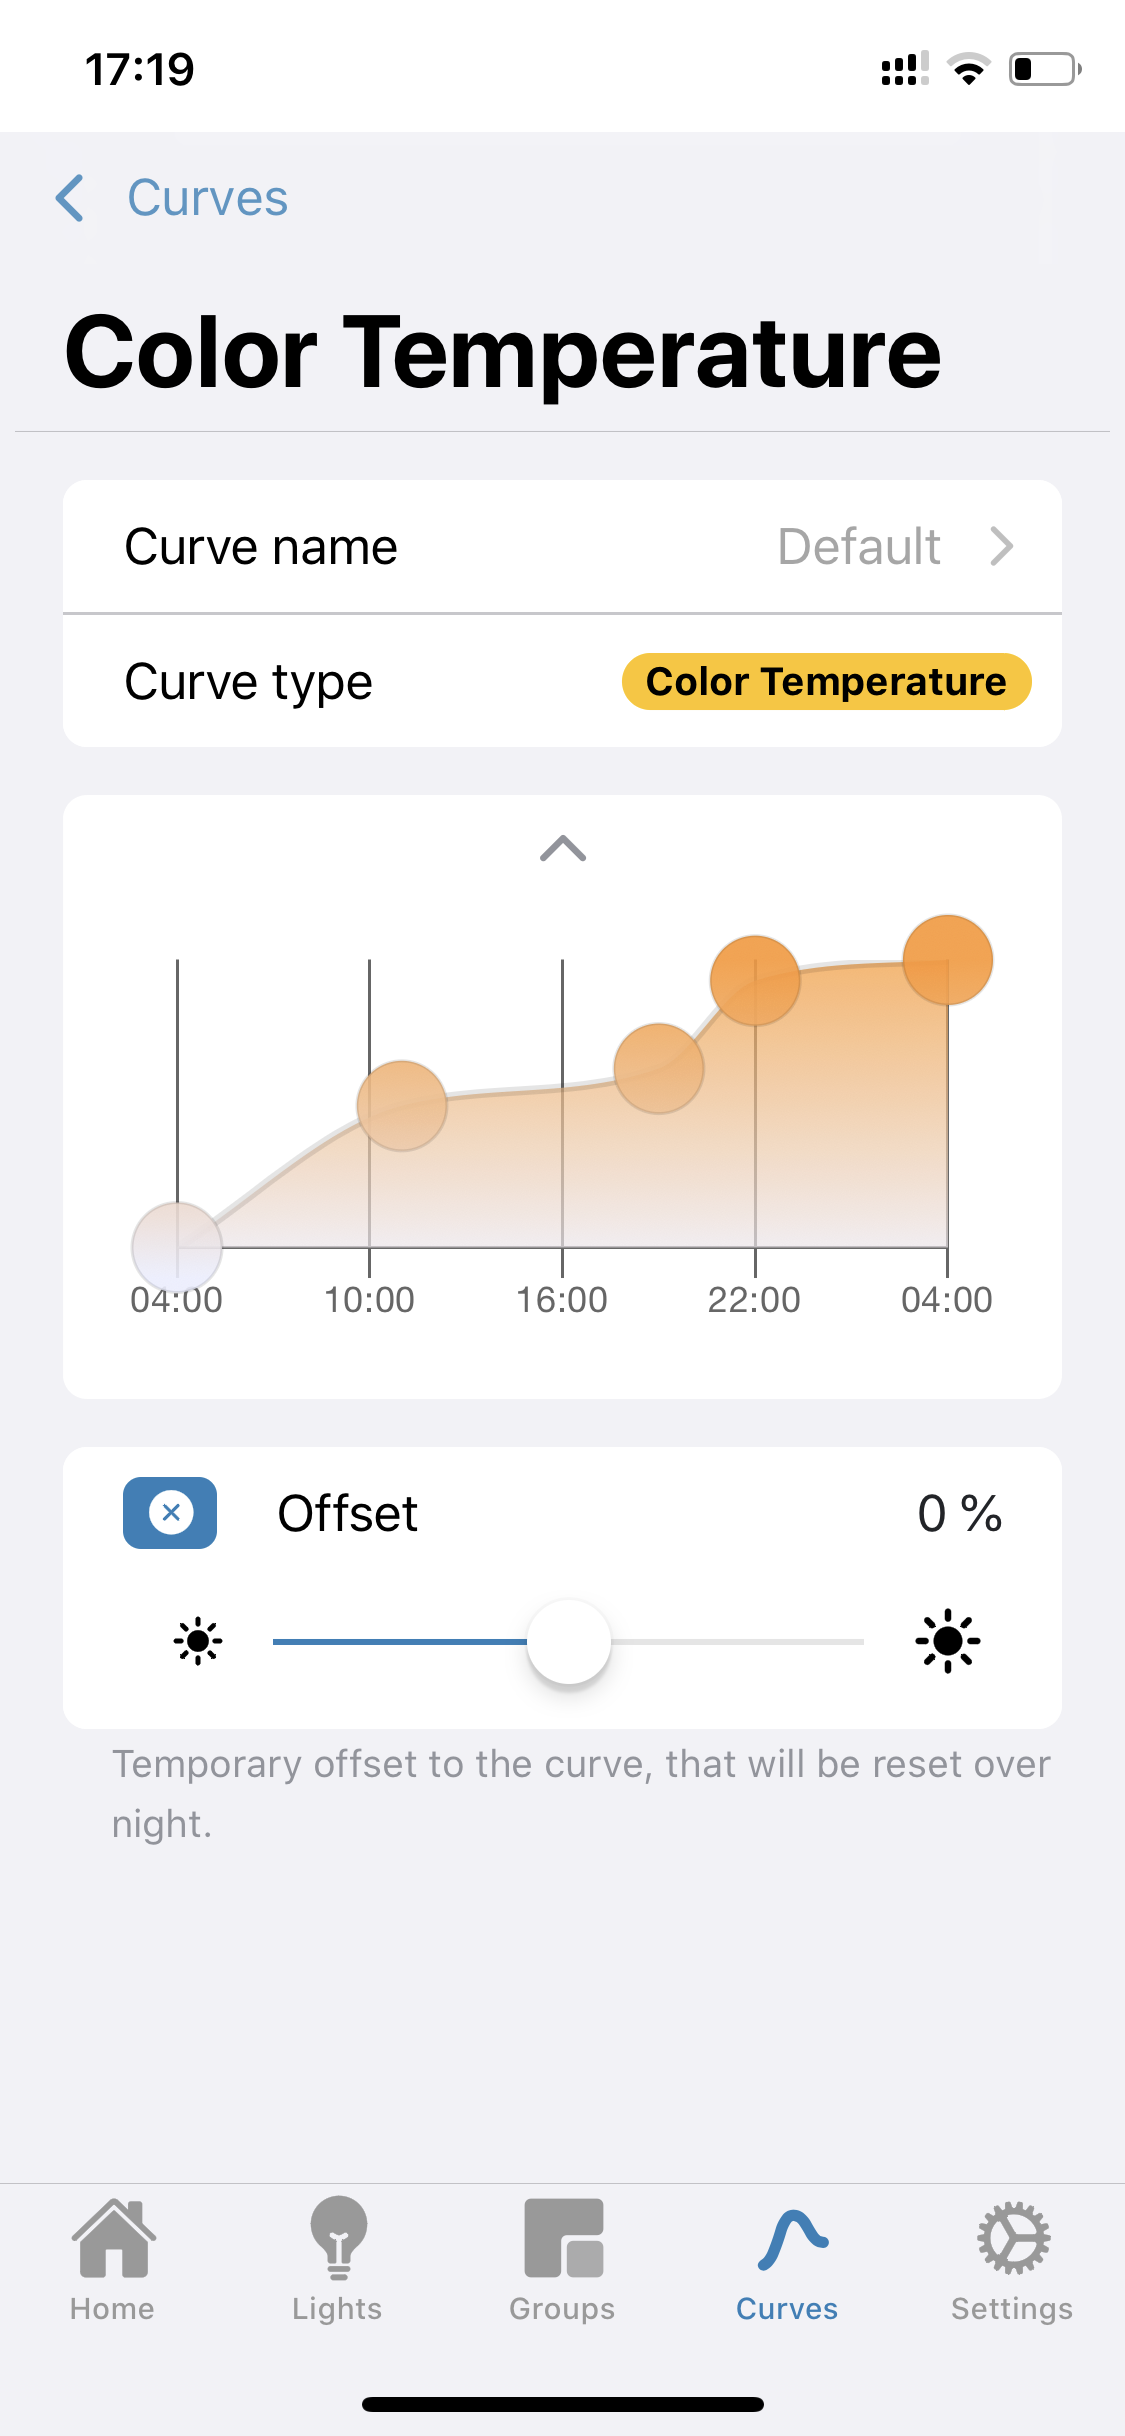 17:19
Curves
Color Temperature
Curve name Default
Curve type Color Temperature
04:00 10:00 16:00 22:00 04:00
Offset 0 %
Temporary offset to the curve, that will be reset over
night.
Home Lights Groups Curves Settings